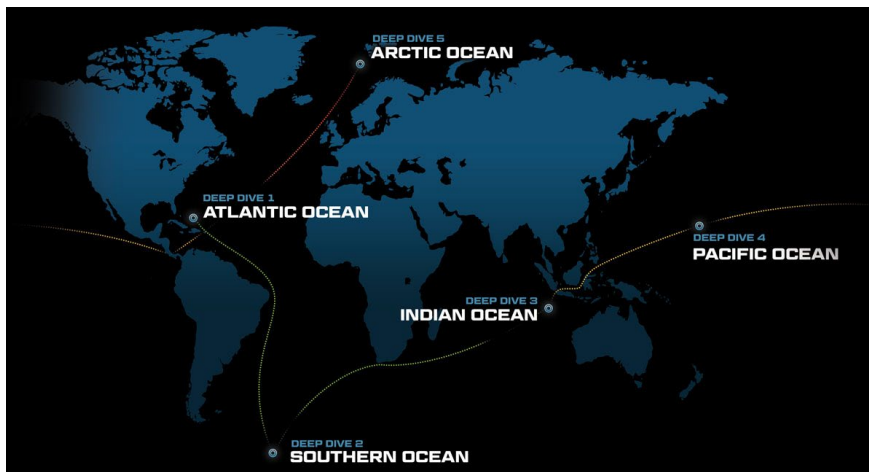 DEEP DIVE 5
ARCTIC OCEAN
DEEP DIVE 1
ATLANTIC OCEAN
DEEP DIVE 4
PACIFIC OCEAN
DEEP DIVE 3
INDIAN OCEAN
DEEP DIVE 2
SOUTHERN OCEAN